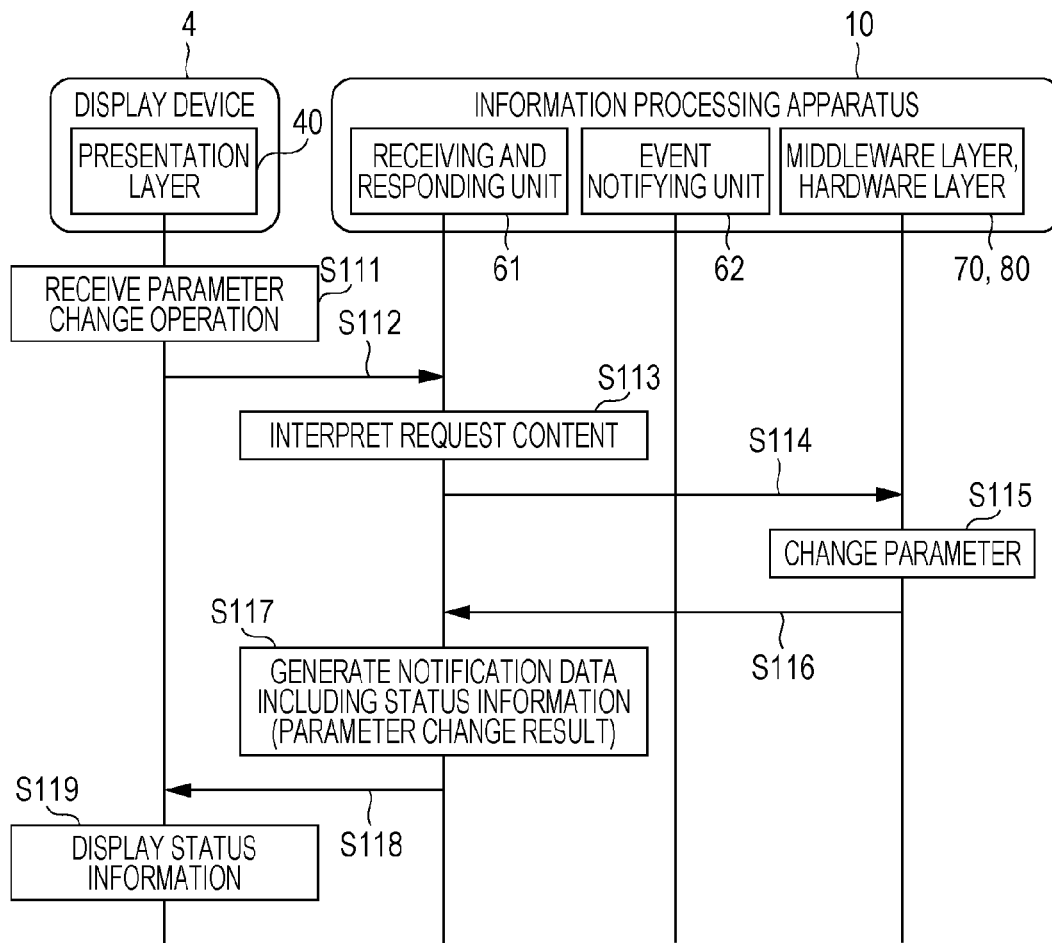 4
10
DISPLAY DEVICE
INFORMATION PROCESSING APPARATUS
PRESENTATION
LAYER
40
RECEIVING AND
RESPONDING UNIT
EVENT
NOTIFYING UNIT
MIDDLEWARE LAYER,
HARDWARE LAYER
61
62
70, 80
RECEIVE PARAMETER
CHANGE OPERATION
S111
S112
S113
INTERPRET REQUEST CONTENT
S114
S115
CHANGE PARAMETER
S116
S117
GENERATE NOTIFICATION DATA
INCLUDING STATUS INFORMATION
(PARAMETER CHANGE RESULT)
S118
S119
DISPLAY STATUS
INFORMATION